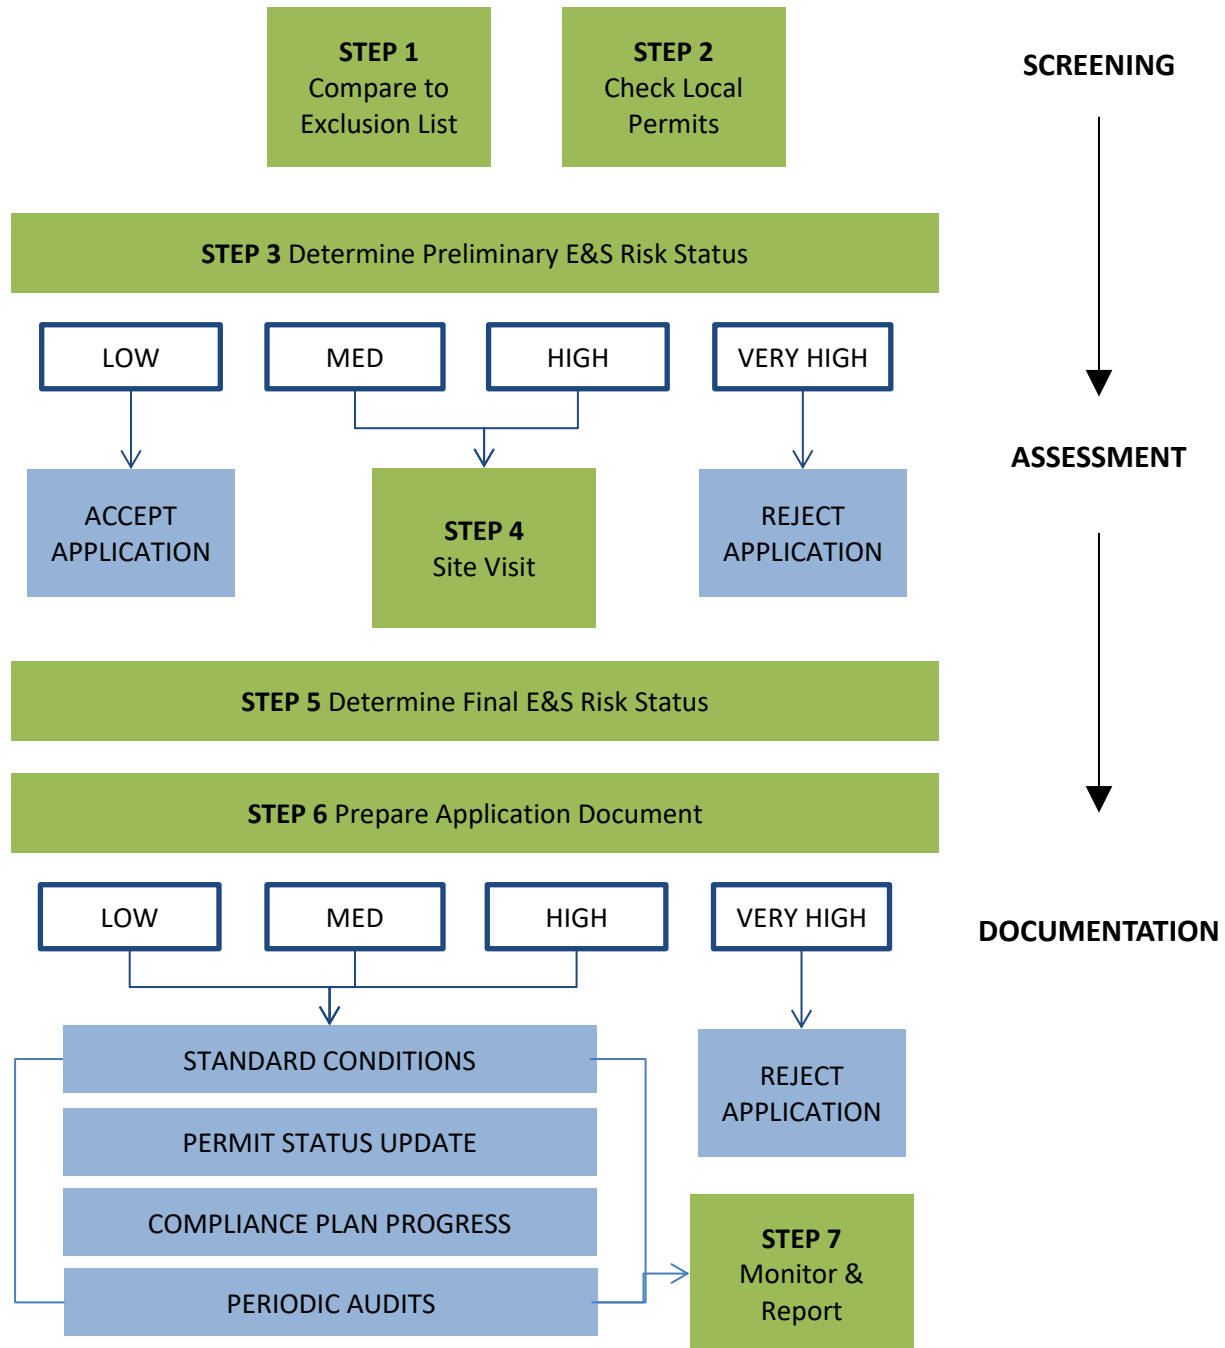 STEP 1
Compare to
Exclusion List
STEP 2
Check Local
Permits
SCREENING
STEP 3 Determine Preliminary E&S Risk Status
LOW
MED
HIGH
VERY HIGH
ACCEPT
APPLICATION
STEP 4
Site Visit
REJECT
APPLICATION
ASSESSMENT
STEP 5 Determine Final E&S Risk Status
STEP 6 Prepare Application Document
LOW
MED
HIGH
VERY HIGH
DOCUMENTATION
STANDARD CONDITIONS
PERMIT STATUS UPDATE
COMPLIANCE PLAN PROGRESS
PERIODIC AUDITS
REJECT
APPLICATION
STEP 7
Monitor &
Report